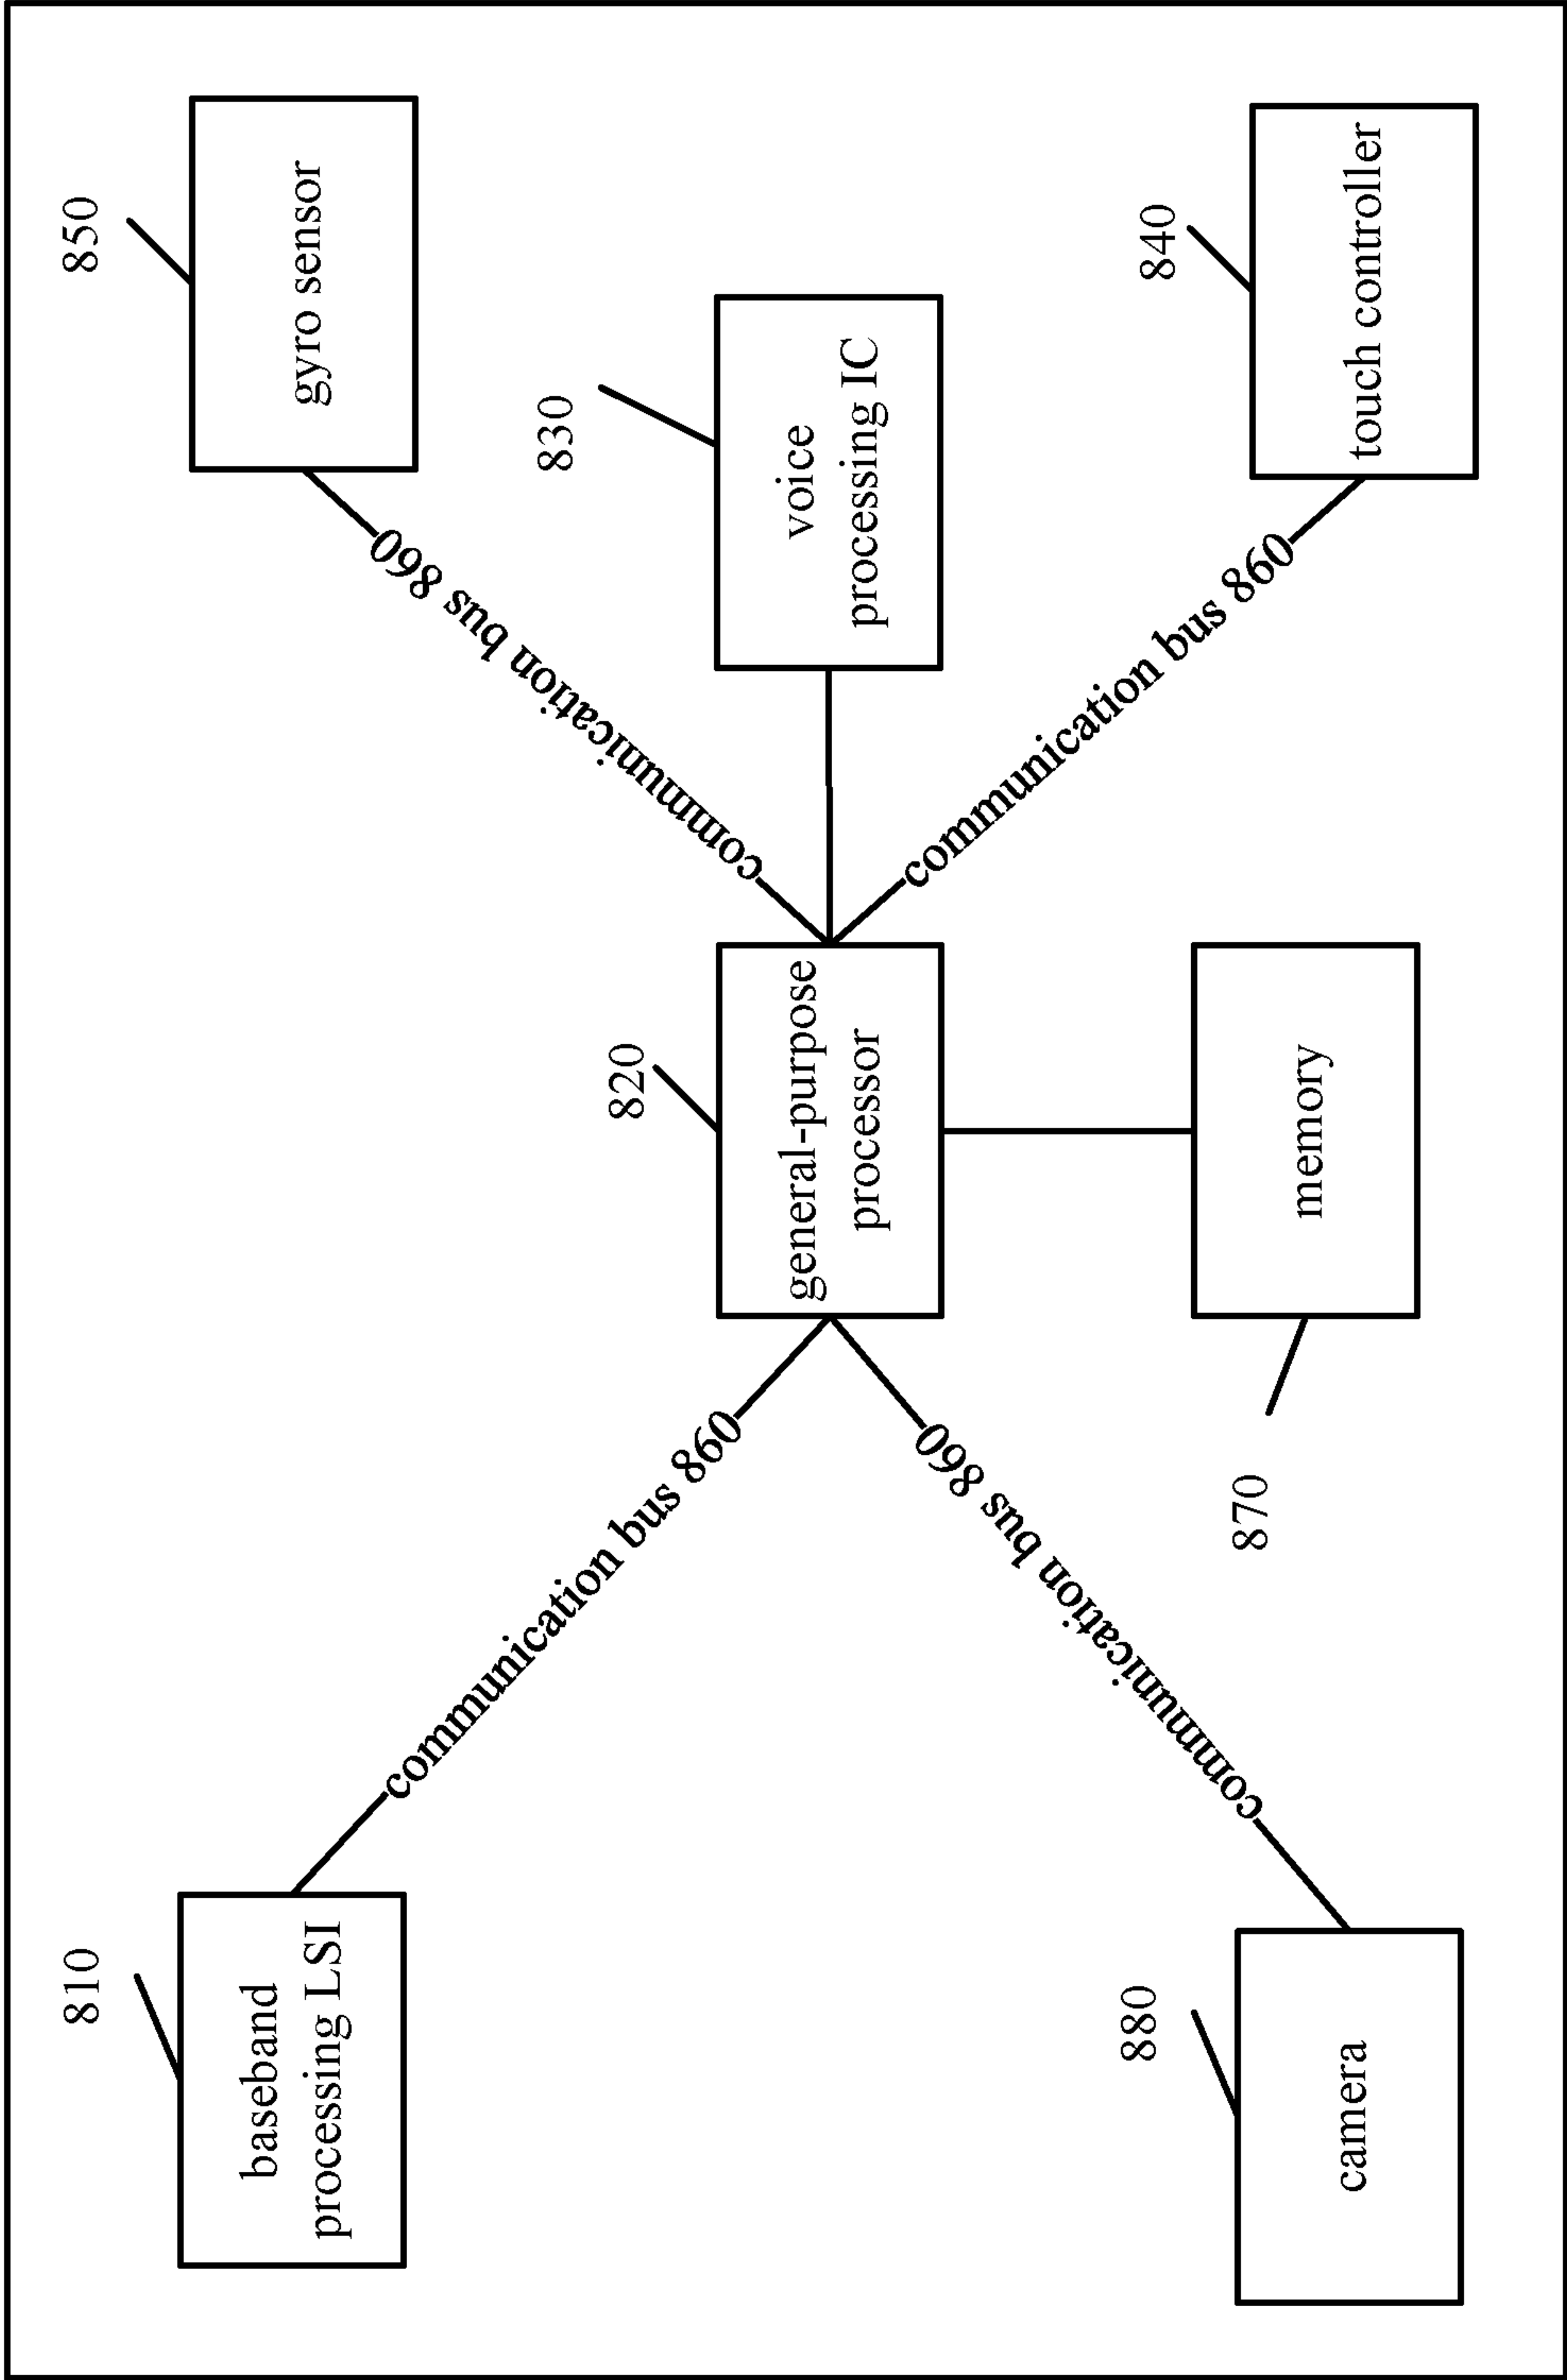 810
baseband
processing LSI
communication bus 860
820
general-purpose
processor
communication bus 860
850
gyro sensor
830
voice
processing IC
communication bus 860
840
touch controller
communication bus 860
880
camera
870
memory